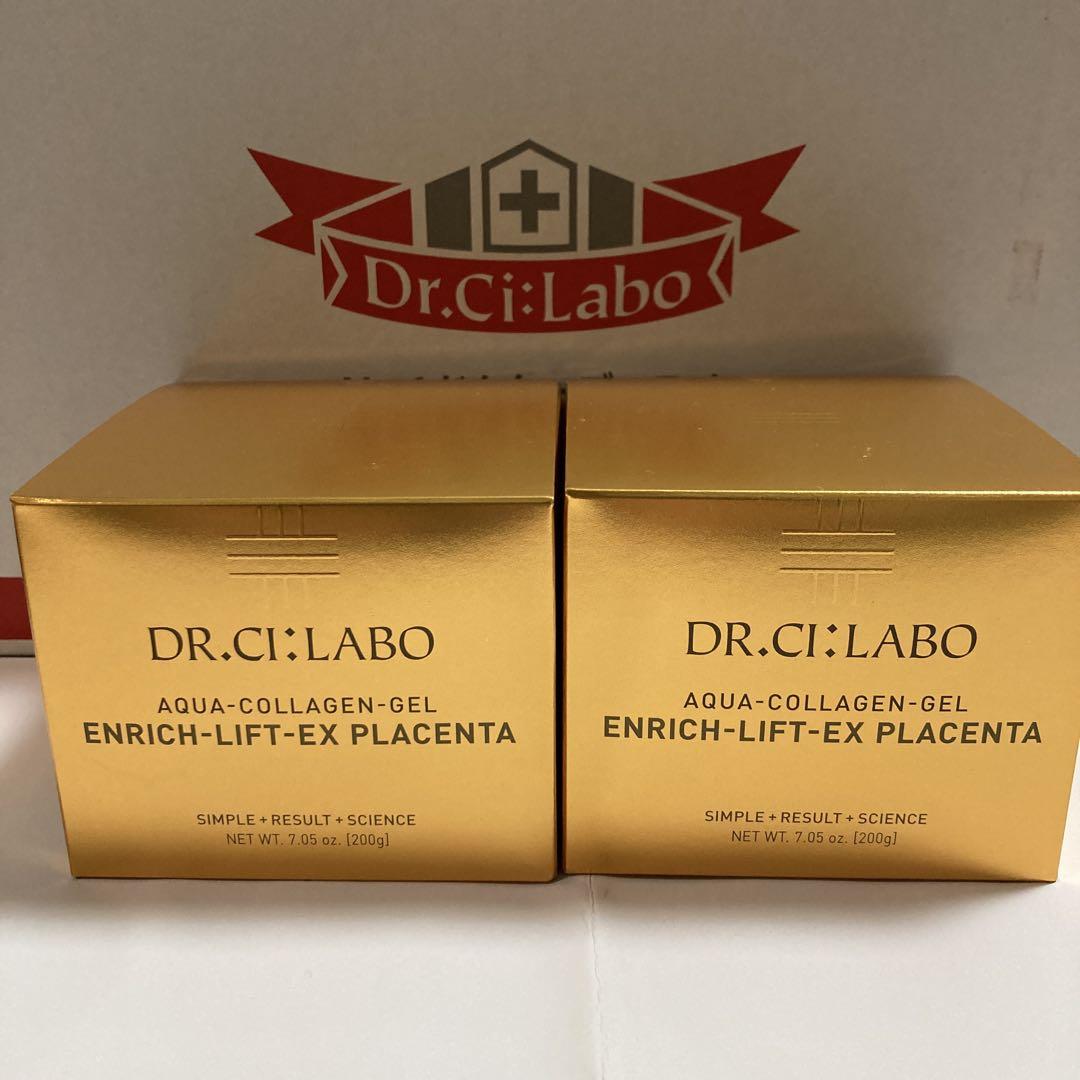 Dr.Ci:Labo
DR.CI:LABO
AQUA-COLLAGEN-GEL
ENRICH-LIFT-EX PLACENTA
SIMPLE+RESULT+SCIENCE
NET WT. 7.05 oz. [200g]
DR.CI:LABO
AQUA-COLLAGEN-GEL
ENRICH-LIFT-EX PLACENTA
SIMPLE+RESULT+SCIENCE
NET WT. 7.05 oz. [200g]